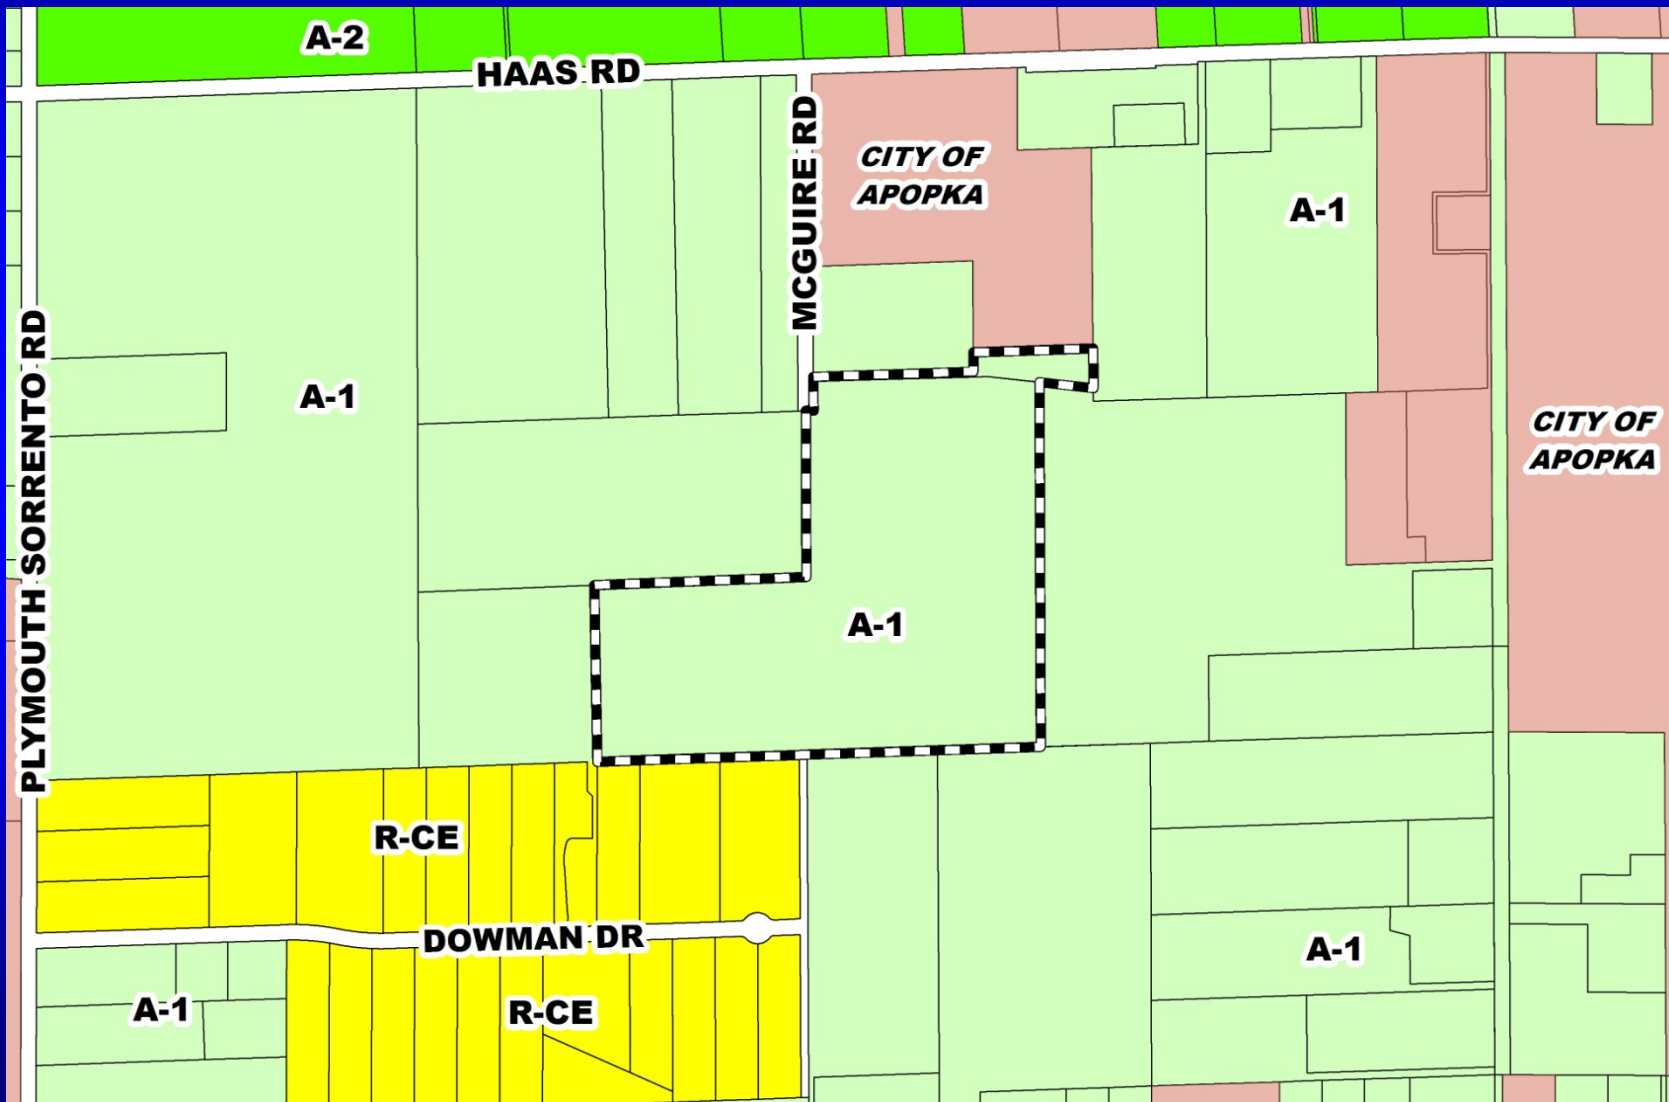 A-2
HAAS RD
MCGUIRE RD
CITY OF
APOPKA
A-1
PLYMOUTH SORRENTO RD
A-1
CITY OF
APOPKA
A-1
R-CE
DOWMAN DR
A-1
A-1
R-CE